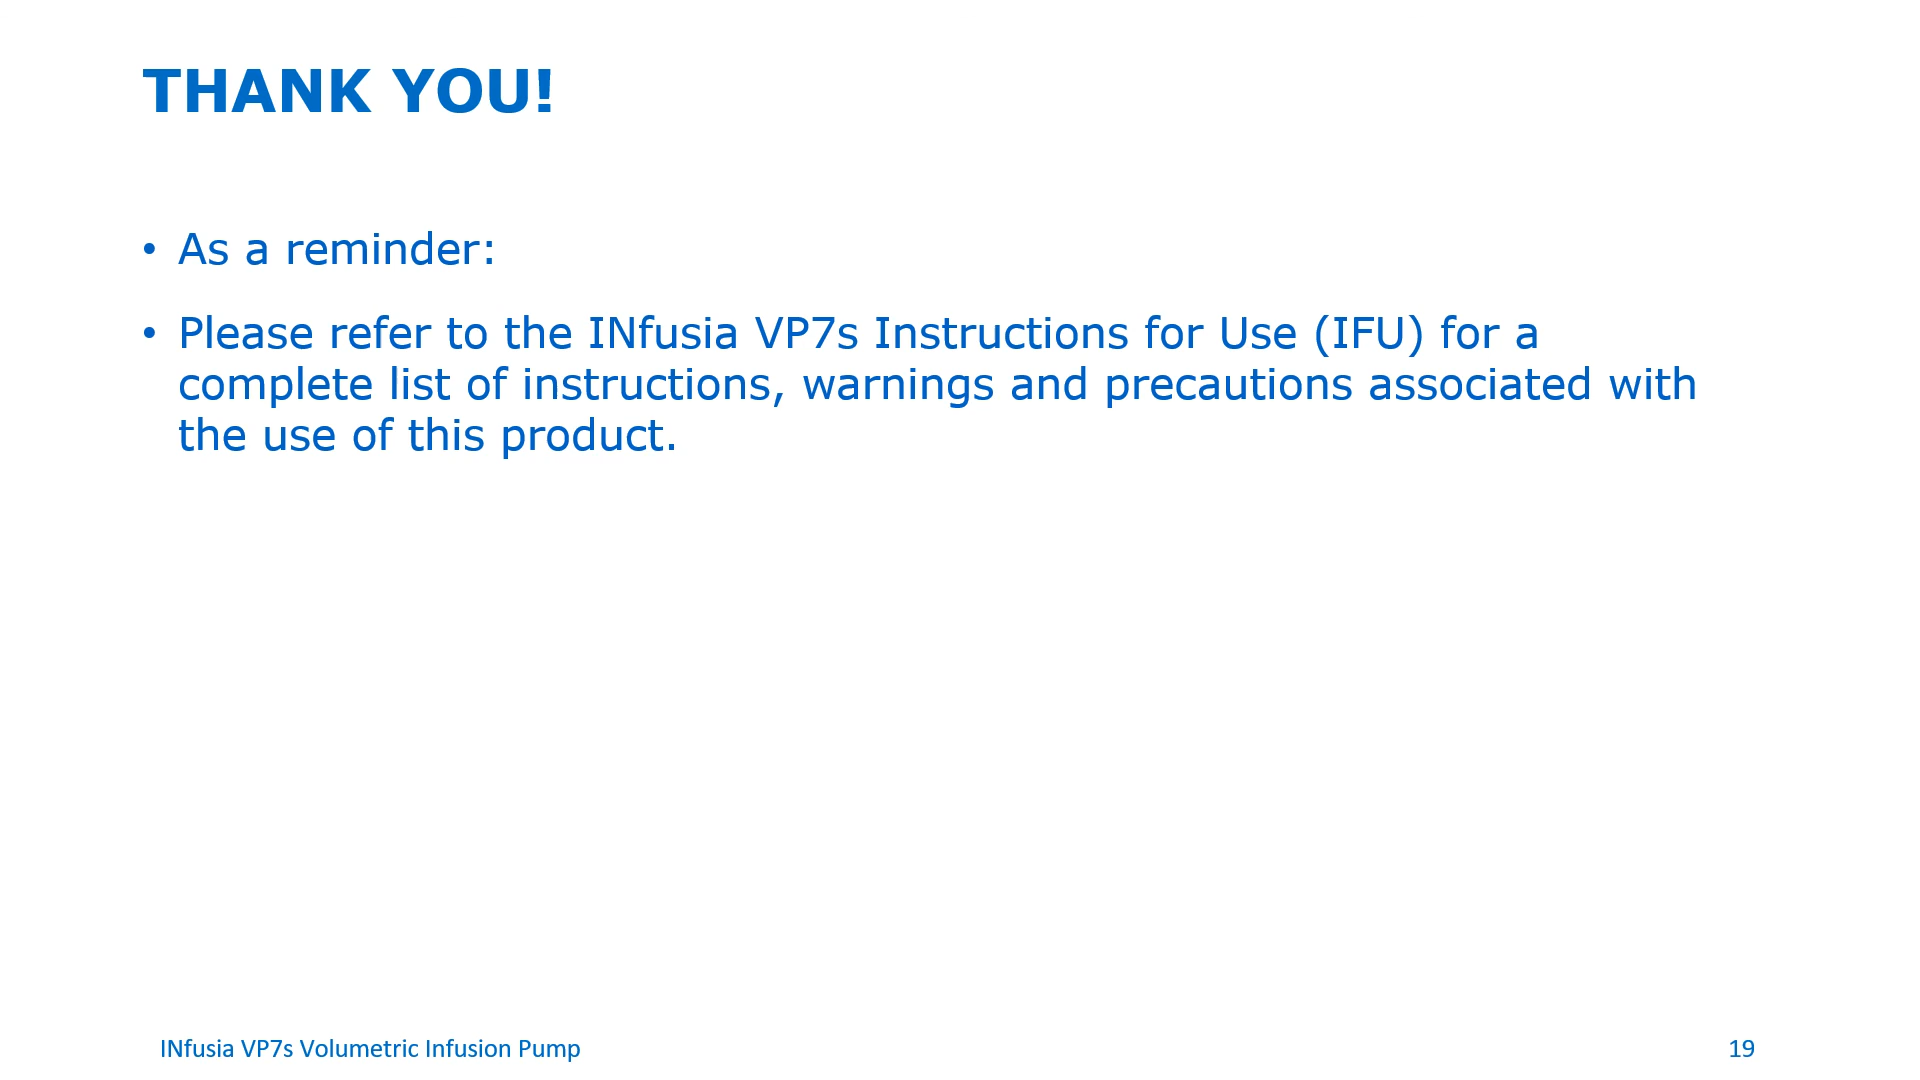 THANK YOU!
• As a reminder:
• Please refer to the INfusia VP7s Instructions for Use (IFU) for a
complete list of instructions, warnings and precautions associated with
the use of this product.
INfusia VP7s Volumetric Infusion Pump
19